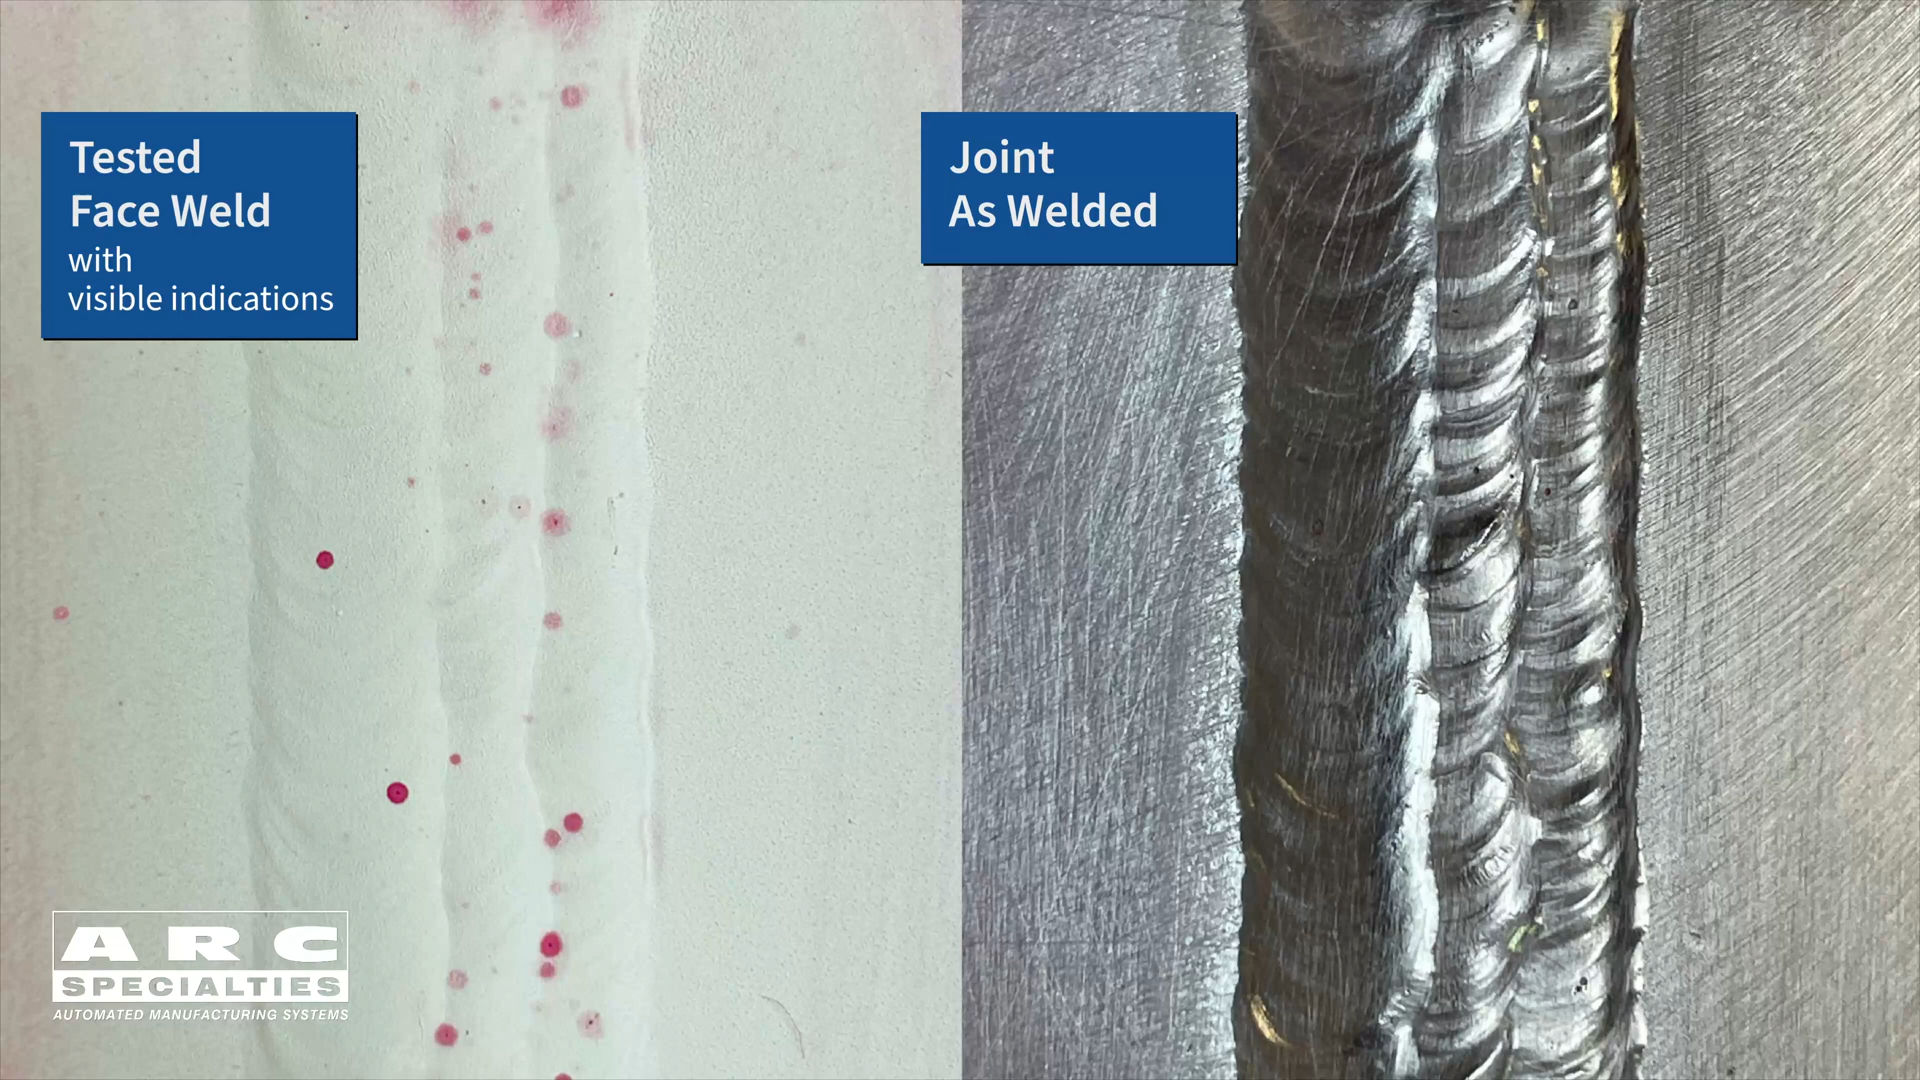 Tested
Face Weld
with
visible indications
Joint
As Welded
ARC
SPECIALTIES
AUTOMATED MANUFACTURING SYSTEMS